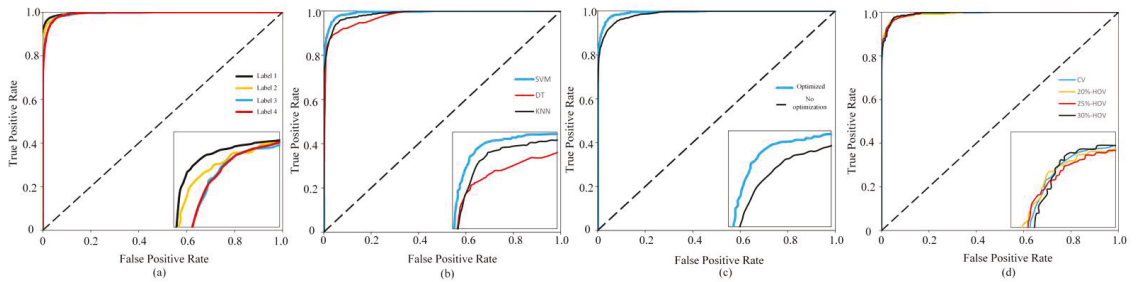 1.0
0.8
0.6
0.4
0.2
0
True Positive Rate
Label 1
Label 2
Label 3
Label 4
0 0.2 0.4 0.6 0.8 1.0
False Positive Rate
(a)
1.0
0.8
0.6
0.4
0.2
0
True Positive Rate
SVM
DT
KNN
0 0.2 0.4 0.6 0.8 1.0
False Positive Rate
(b)
1.0
0.8
0.6
0.4
0.2
0
True Positive Rate
Optimized
No
optimization
0 0.2 0.4 0.6 0.8 1.0
False Positive Rate
(c)
1.0
0.8
0.6
0.4
0.2
0
True Positive Rate
CV
20%-HOV
25%-HOV
30%-HOV
0 0.2 0.4 0.6 0.8 1.0
False Positive Rate
(d)